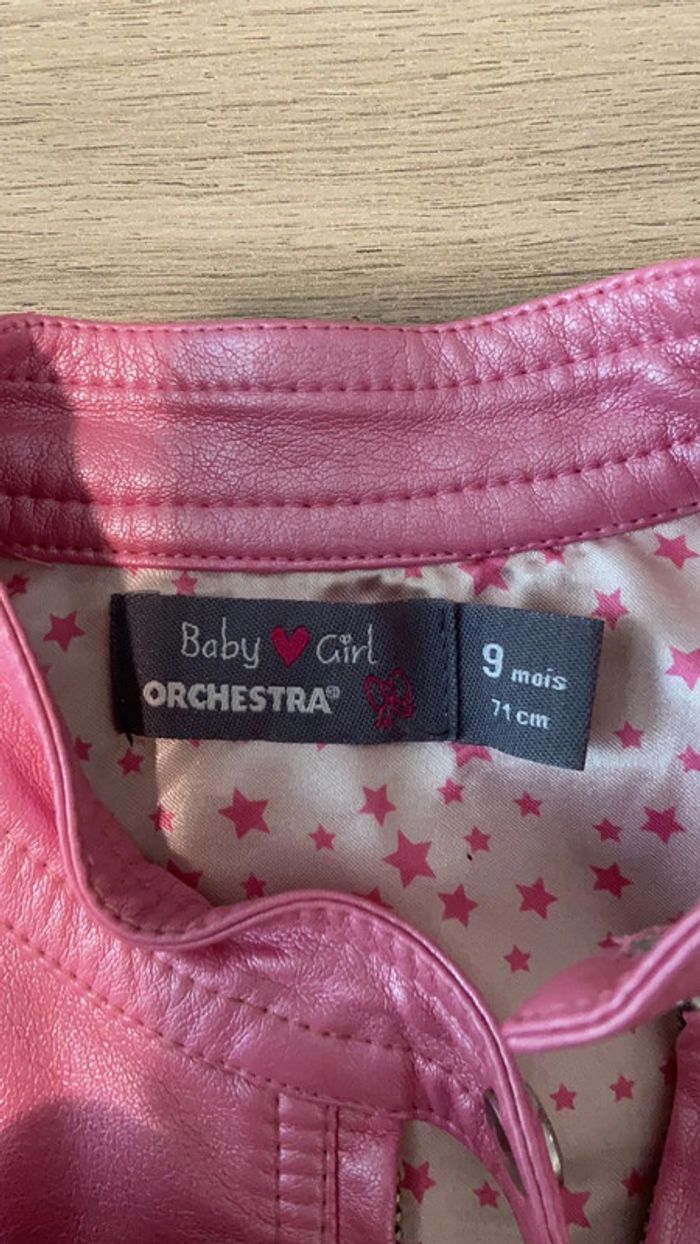 Baby Girl
ORCHESTRA
9 mois
71 cm